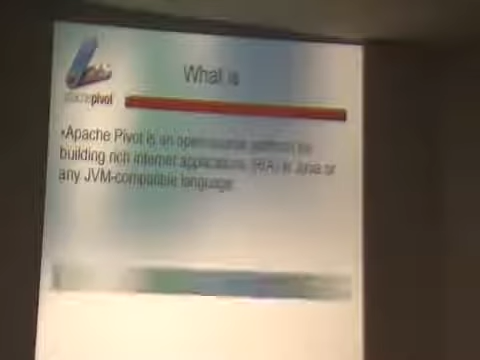 What is
apachepivot
•Apache Pivot is an open-source platform for
building rich internet applications (RIA) in Java or
any JVM-compatible language.